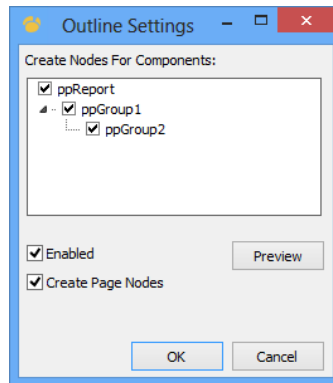 Outline Settings
Create Nodes For Components:
ppReport
ppGroup1
ppGroup2
Enabled
Preview
Create Page Nodes
OK
Cancel